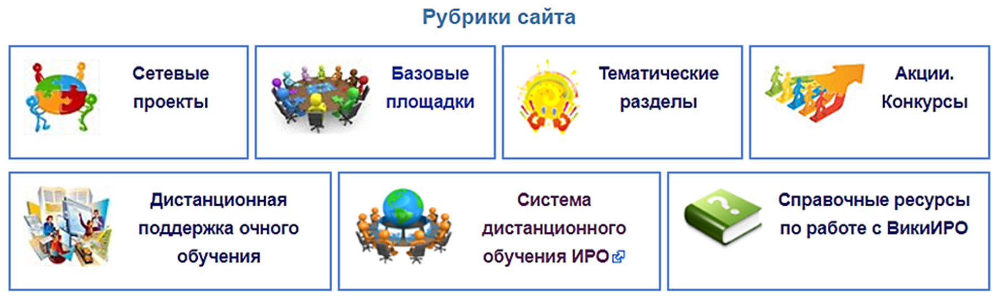 Рубрики сайта
Сетевые
проекты
Базовые
площадки
Тематические
разделы
Акции.
Конкурсы
Дистанционная
поддержка очного
обучения
Система
дистанционного
обучения ИРО
Справочные ресурсы
по работе с ВикиИРО